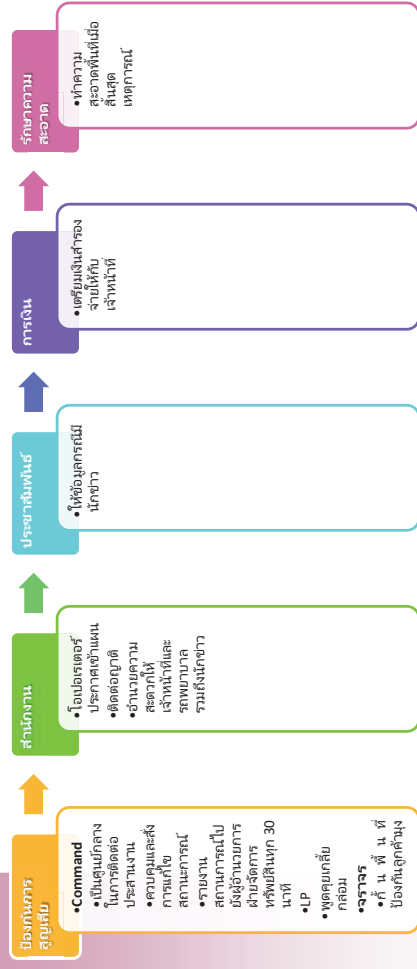 ป้องกันการ
สูญเสีย
•Command
•เป็นศูนย์กลาง
ในการติดต่อ
ประสานงาน
•ควบคุมและสั่ง
การแก้ไข
สถานะการณ์
•รายงาน
สถานการณ์ไป
ยังผู้อำนวยการ
ฝ่ายจัดการ
ทรัพย์สินทุก 30
นาที
•LP
•พูดคุยเกลี้ย
กล่อม
•จราจร
•กั้นพื้นที่
ป้องกันลูกค้ามุง
สำนักงาน
•โอเปอเรเตอร์
ประกาศเข้าแผน
•ติดต่อญาติ
•อำนวยความ
สะดวกให้
เจ้าหน้าที่และ
รถพยาบาล
รวมถึงนักข่าว
ประชาสัมพันธ์
•ให้ข้อมูลกรณีมี
นักข่าว
การเงิน
•เตรียมเงินสำรอง
จ่ายให้กับ
เจ้าหน้าที่
รักษาความ
สะอาด
•ทำความ
สะอาดพื้นที่เมื่อ
สิ้นสุด
เหตุการณ์